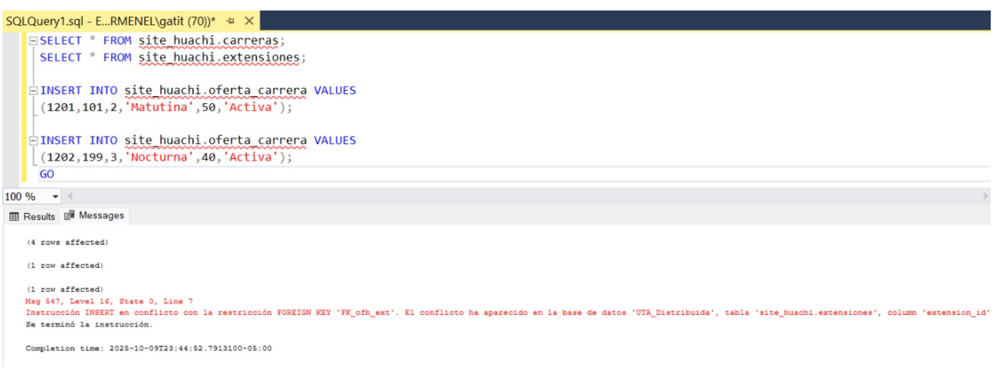 SQLQuery1.sql - E...RMENEL\gatit (70))*
SELECT * FROM site_huachi.carreras;
SELECT * FROM site_huachi.extensiones;
INSERT INTO site_huachi.oferta_carrera VALUES
(1201,101,2,'Matutina',50,'Activa');
INSERT INTO site_huachi.oferta_carrera VALUES
(1202,199,3,'Nocturna',40,'Activa');
GO
100 %
Results Messages
(4 rows affected)
(1 row affected)
(1 row affected)
Msg 547, Level 16, State 0, Line 7
Instrucción INSERT en conflicto con la restricción FOREIGN KEY 'FK_ofh_ext'. El conflicto ha aparecido en la base de datos 'UTA_Distribuida', tabla 'site_huachi.extensiones', column 'extension_id'
Se terminó la instrucción.
Completion time: 2025-10-09T23:44:52.7913100-05:00